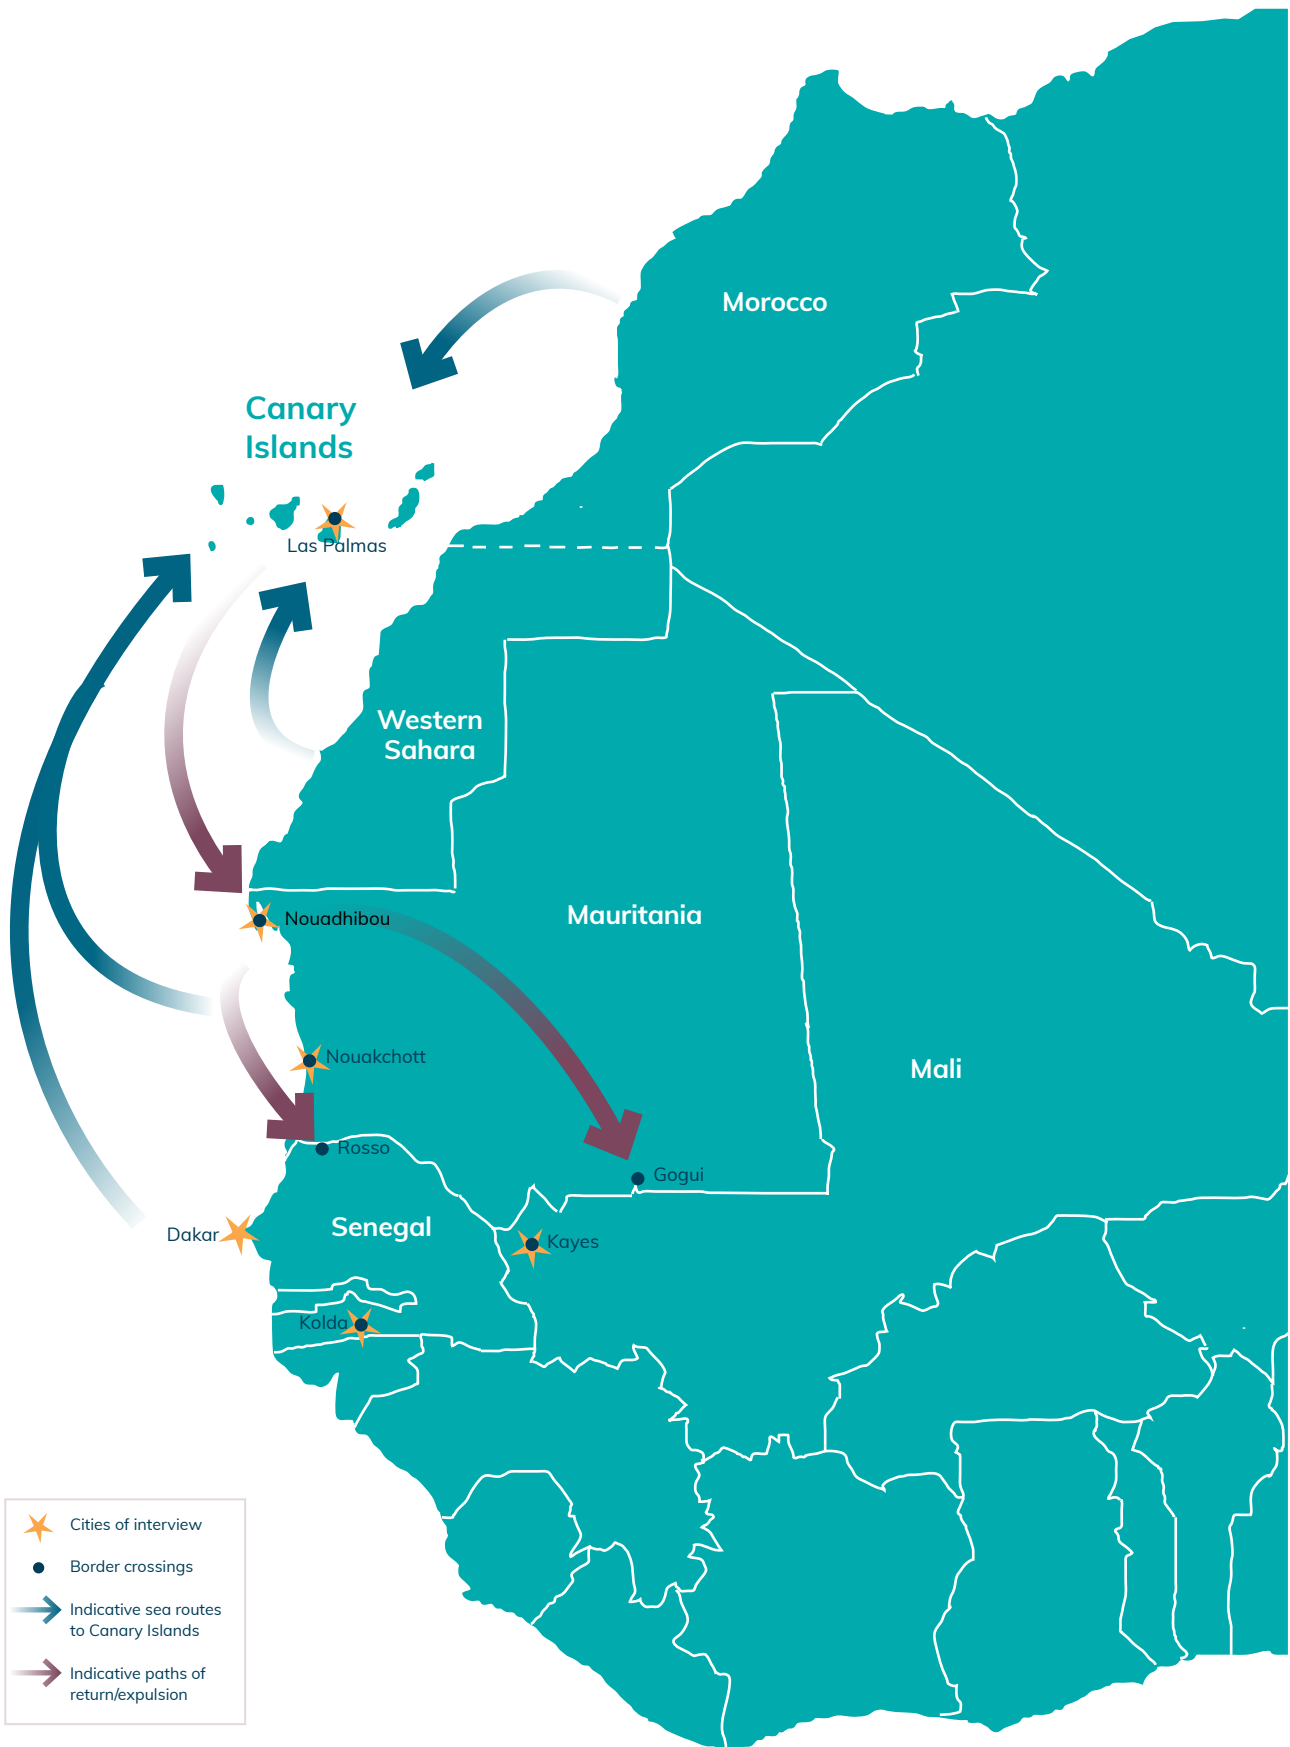 Morocco
Canary
Islands
Las Palmas
Western
Sahara
Mauritania
Nouadhibou
Nouakchott
Mali
Rosso
Gogui
Senegal
Dakar
Kayes
Kolda
Cities of interview
Border crossings
Indicative sea routes
to Canary Islands
Indicative paths of
return/expulsion